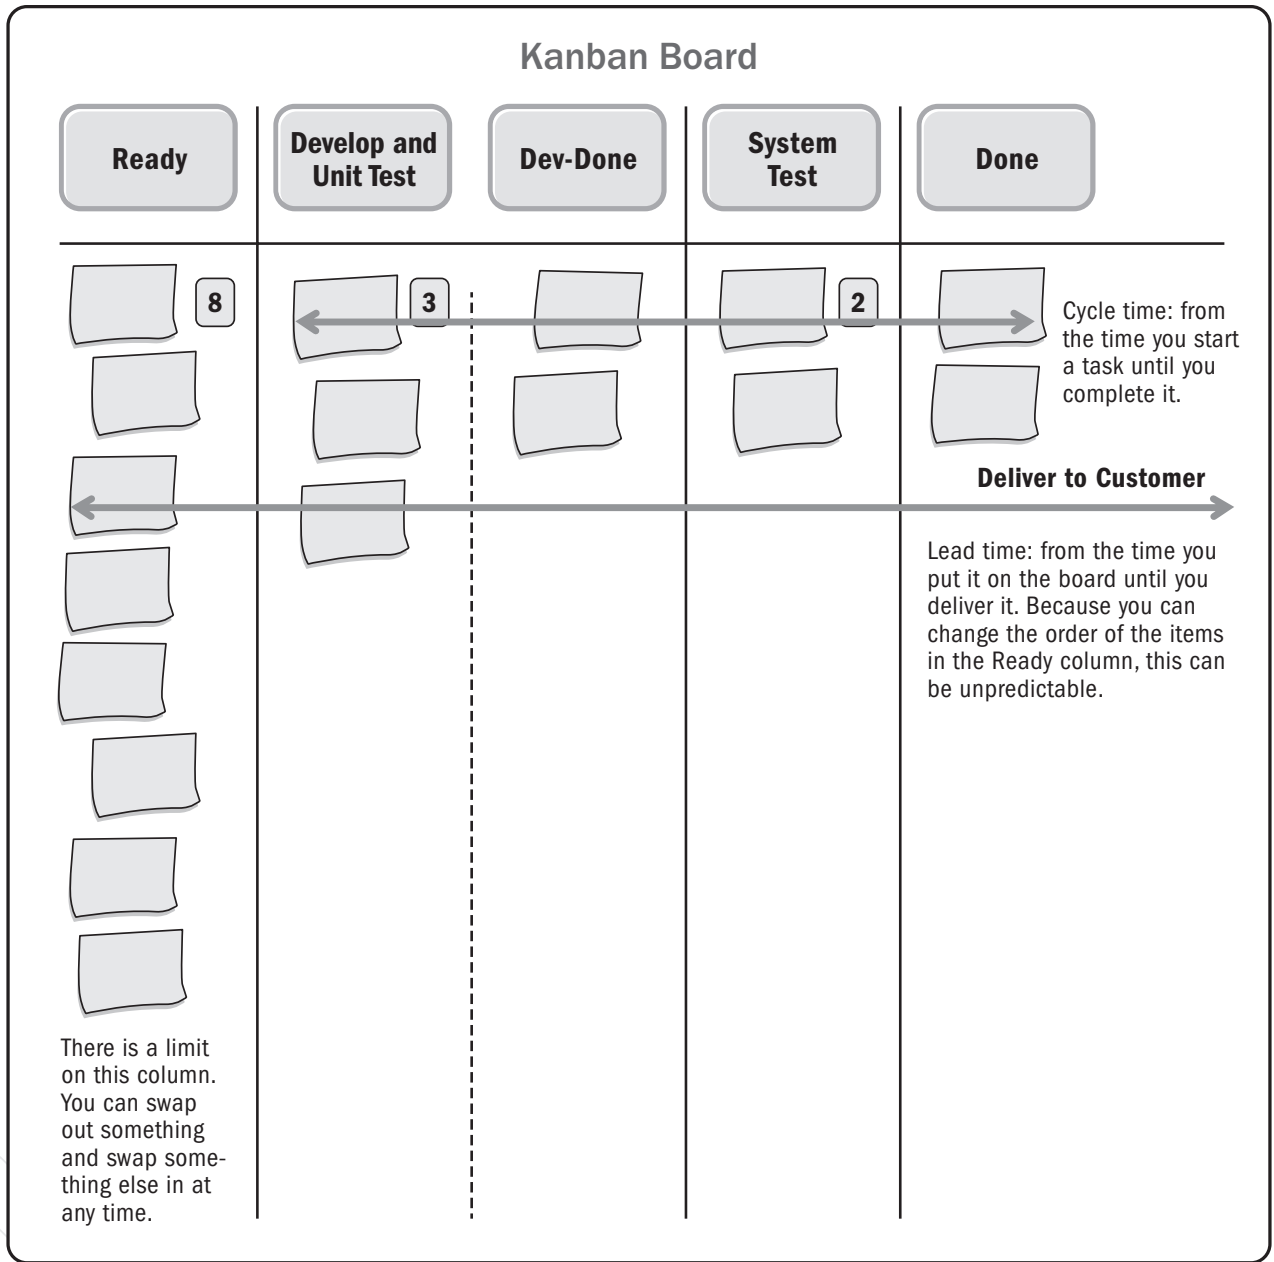 Kanban Board
Ready
Develop and
Unit Test
Dev-Done
System
Test
Done
8
3
2
Cycle time: from
the time you start
a task until you
complete it.
Deliver to Customer
Lead time: from the time you
put it on the board until you
deliver it. Because you can
change the order of the items
in the Ready column, this can
be unpredictable.
There is a limit
on this column.
You can swap
out something
and swap some-
thing else in at
any time.